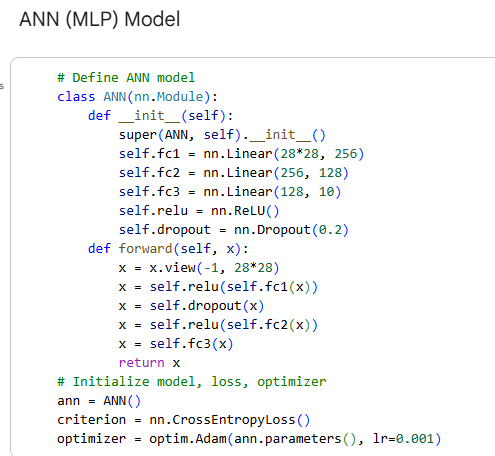 ANN (MLP) Model
s
# Define ANN model
class ANN(nn.Module):
    def __init__(self):
        super(ANN, self).__init__()
        self.fc1 = nn.Linear(28*28, 256)
        self.fc2 = nn.Linear(256, 128)
        self.fc3 = nn.Linear(128, 10)
        self.relu = nn.ReLU()
        self.dropout = nn.Dropout(0.2)
    def forward(self, x):
        x = x.view(-1, 28*28)
        x = self.relu(self.fc1(x))
        x = self.dropout(x)
        x = self.relu(self.fc2(x))
        x = self.fc3(x)
        return x
# Initialize model, loss, optimizer
ann = ANN()
criterion = nn.CrossEntropyLoss()
optimizer = optim.Adam(ann.parameters(), lr=0.001)